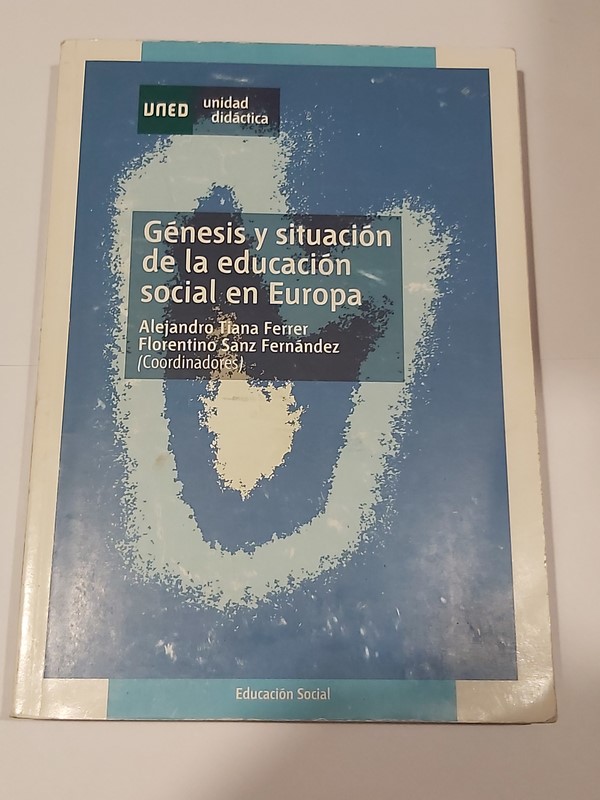 UNED
unidad
didáctica
Génesis y situación
de la educación
social en Europa
Alejandro Tiana Ferrer
Florentino Sanz Fernández
(Coordinadores)
Educación Social